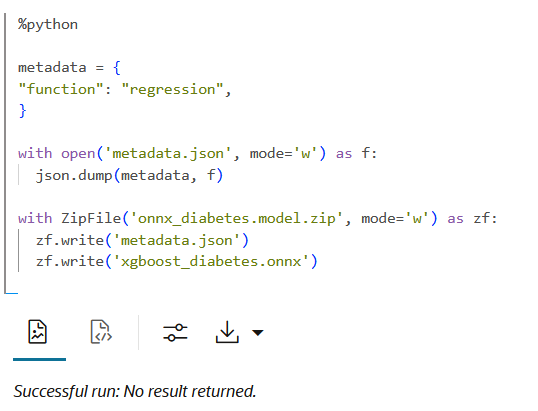 %python
metadata = {
"function": "regression",
}
with open('metadata.json', mode='w') as f:
json.dump(metadata, f)
with ZipFile('onnx_diabetes.model.zip', mode='w') as zf:
zf.write('metadata.json')
zf.write('xgboost_diabetes.onnx')
Successful run: No result returned.